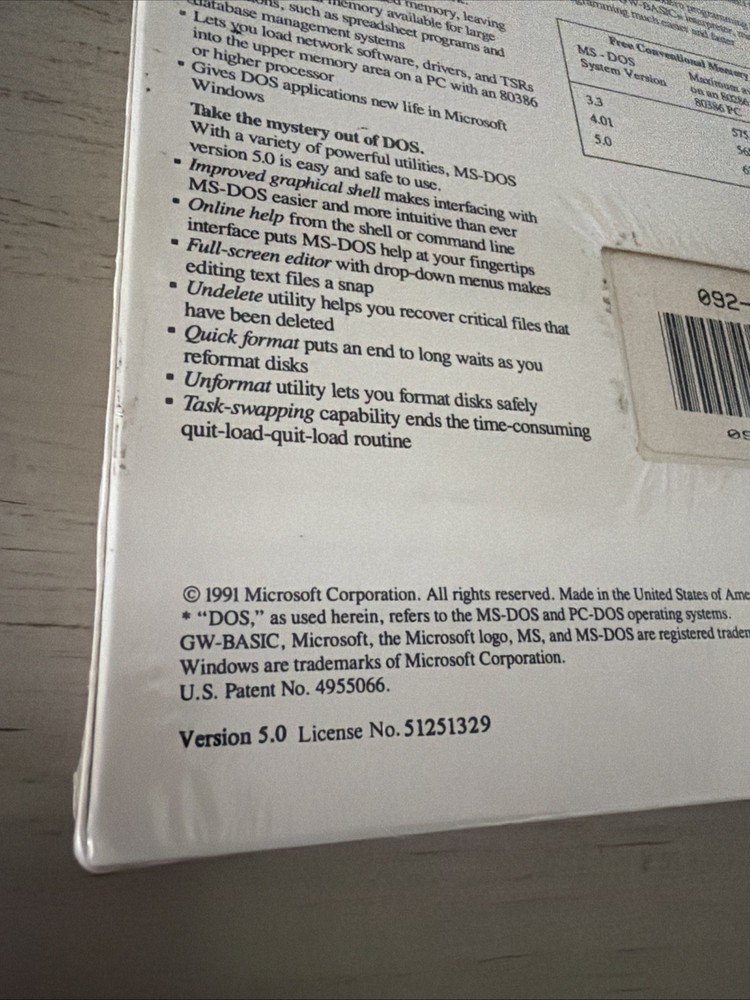 memory, leaving
memory available for large
such as spreadsheet programs and
database management systems
▪ Lets you load network software, drivers, and TSRs
into the upper memory area on a PC with an 80386
or higher processor
▪ Gives DOS applications new life in Microsoft
Windows
Take the mystery out of DOS.
With a variety of powerful utilities, MS-DOS
version 5.0 is easy and safe to use.
▪ Improved graphical shell makes interfacing with
MS-DOS easier and more intuitive than ever
▪ Online help from the shell or command line
interface puts MS-DOS help at your fingertips
▪ Full-screen editor with drop-down menus makes
editing text files a snap
▪ Undelete utility helps you recover critical files that
have been deleted
▪ Quick format puts an end to long waits as you
reformat disks
▪ Unformat utility lets you format disks safely
▪ Task-swapping capability ends the time-consuming
quit-load-quit-load routine
much easier and faster
Free Conventional Memory
MS-DOS
System Version
Maximum
on an
80386 PC
3.3
4.01
5.0
575
092-
© 1991 Microsoft Corporation. All rights reserved. Made in the United States of Ame
* “DOS,” as used herein, refers to the MS-DOS and PC-DOS operating systems.
GW-BASIC, Microsoft, the Microsoft logo, MS, and MS-DOS are registered tradem
Windows are trademarks of Microsoft Corporation.
U.S. Patent No. 4955066.
Version 5.0 License No. 51251329